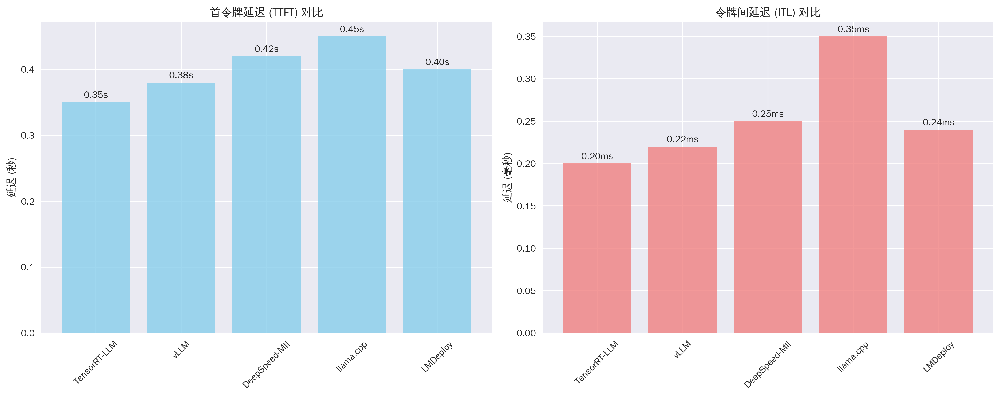 首令牌延迟 (TTFT) 对比
延迟 (秒)
0.4
0.3
0.2
0.1
0.0
0.35s
0.38s
0.42s
0.45s
0.40s
TensorRT-LLM
vLLM
DeepSpeed-MII
llama.cpp
LMDeploy
令牌间延迟 (ITL) 对比
延迟 (毫秒)
0.35
0.30
0.25
0.20
0.15
0.10
0.05
0.00
0.20ms
0.22ms
0.25ms
0.35ms
0.24ms
TensorRT-LLM
vLLM
DeepSpeed-MII
llama.cpp
LMDeploy